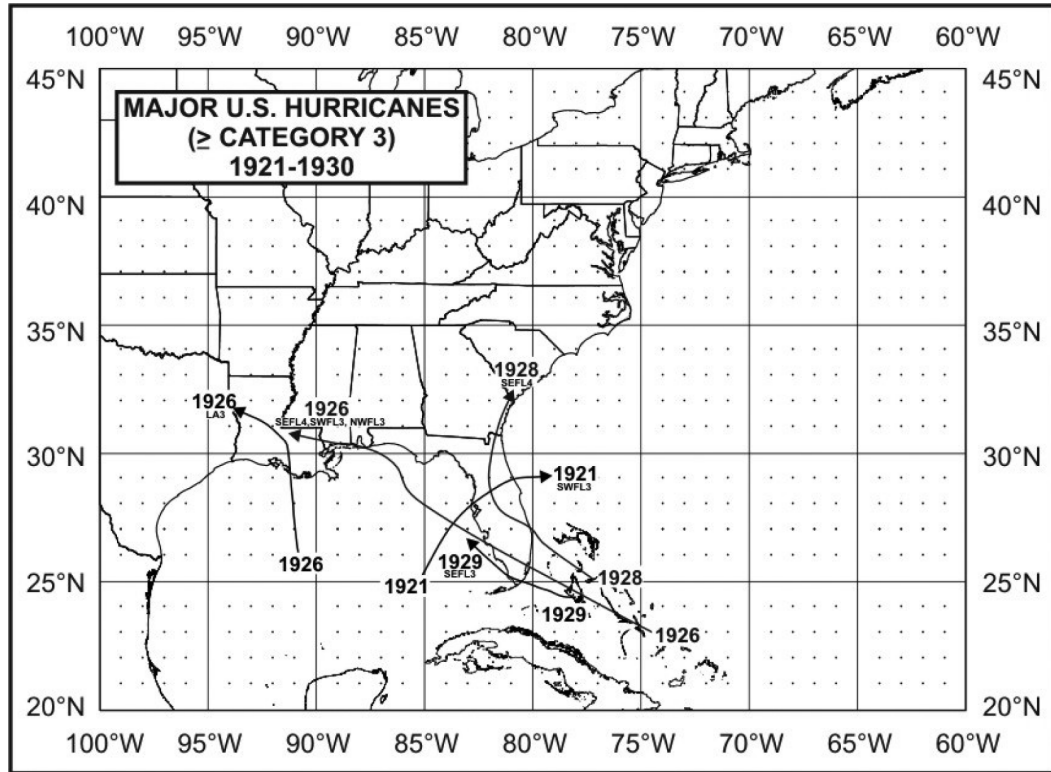 100°W 95°W 90°W 85°W 80°W 75°W 70°W 65°W 60°W
45°N 45°N
MAJOR U.S. HURRICANES
(≥ CATEGORY 3)
1921-1930
40°N 40°N
35°N 35°N
1928
SEFL4
1926
LA3
1926
SEFL4,SWFL3, NWFL3
30°N 30°N
1921
SWFL3
1929
SEFL3
1926
1921
1928
25°N 25°N
1929
1926
20°N 20°N
100°W 95°W 90°W 85°W 80°W 75°W 70°W 65°W 60°W